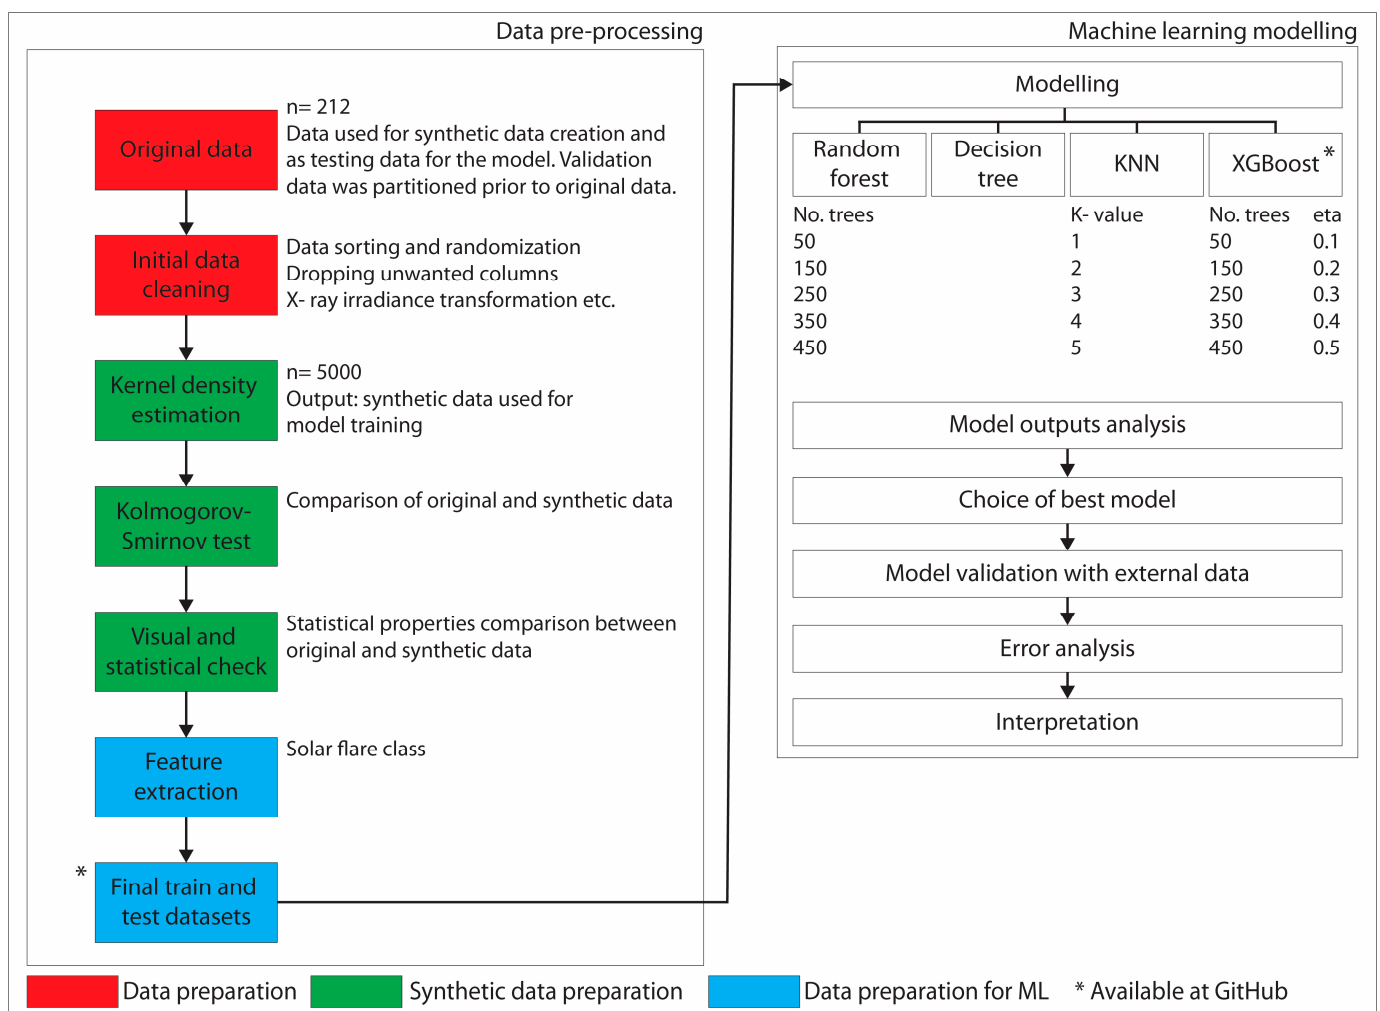 Data pre-processing
Original data
n= 212
Data used for synthetic data creation and
as testing data for the model. Validation
data was partitioned prior to original data.
Initial data
cleaning
Data sorting and randomization
Dropping unwanted columns
X- ray irradiance transformation etc.
Kernel density
estimation
n= 5000
Output: synthetic data used for
model training
Kolmogorov-
Smirnov test
Comparison of original and synthetic data
Visual and
statistical check
Statistical properties comparison between
original and synthetic data
Feature
extraction
Solar flare class
*
Final train and
test datasets
Machine learning modelling
Modelling
Random
forest
Decision
tree
KNN
XGBoost *
No. trees K- value No. trees eta
50 1 50 0.1
150 2 150 0.2
250 3 250 0.3
350 4 350 0.4
450 5 450 0.5
Model outputs analysis
Choice of best model
Model validation with external data
Error analysis
Interpretation
Data preparation Synthetic data preparation Data preparation for ML * Available at GitHub